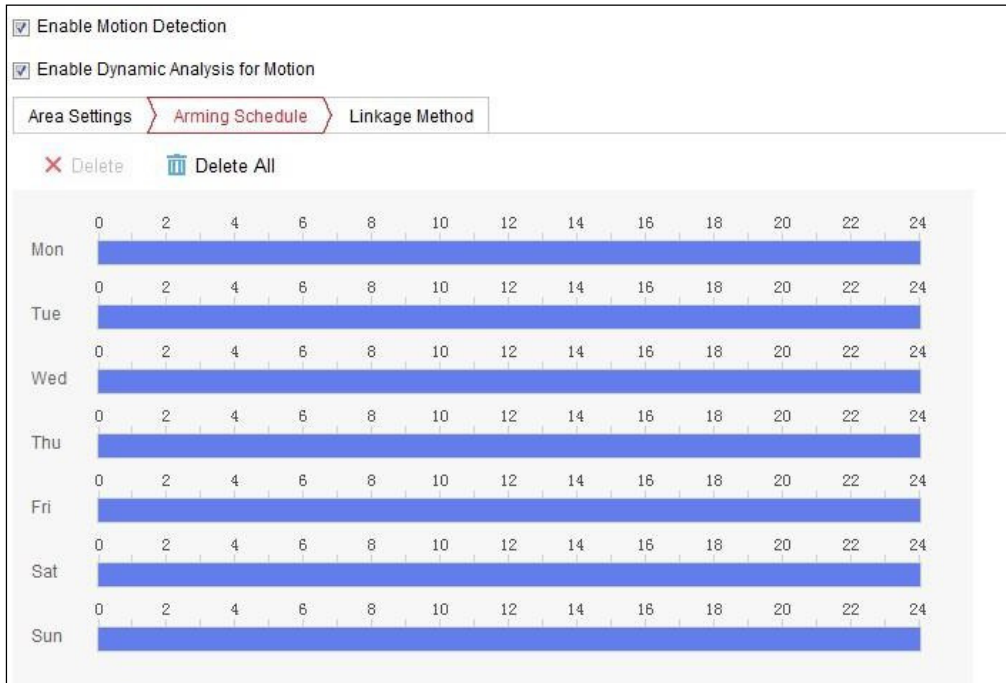 Enable Motion Detection
Enable Dynamic Analysis for Motion
Area Settings Arming Schedule Linkage Method
Delete Delete All
0 2 4 6 8 10 12 14 16 18 20 22 24
Mon
0 2 4 6 8 10 12 14 16 18 20 22 24
Tue
0 2 4 6 8 10 12 14 16 18 20 22 24
Wed
0 2 4 6 8 10 12 14 16 18 20 22 24
Thu
0 2 4 6 8 10 12 14 16 18 20 22 24
Fri
0 2 4 6 8 10 12 14 16 18 20 22 24
Sat
0 2 4 6 8 10 12 14 16 18 20 22 24
Sun